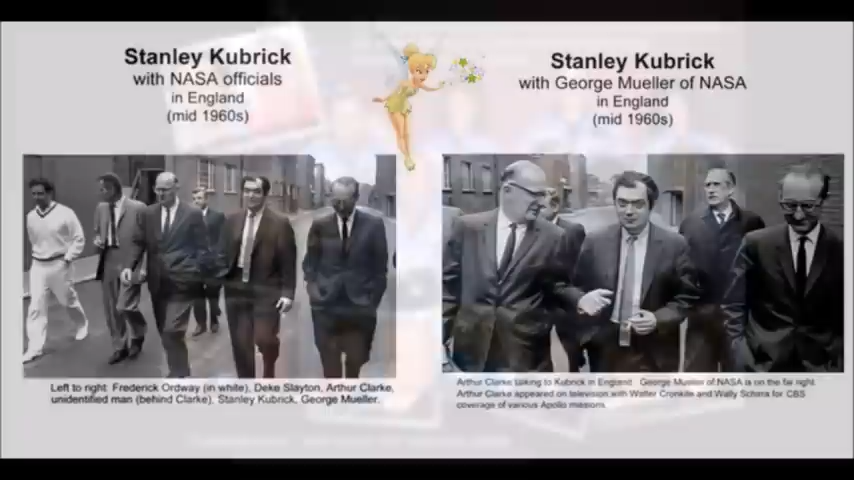 Stanley Kubrick
with NASA officials
in England
(mid 1960s)
Left to right: Frederick Ordway (in white), Deke Slayton, Arthur Clarke,
unidentified man (behind Clarke), Stanley Kubrick, George Mueller.
Stanley Kubrick
with George Mueller of NASA
in England
(mid 1960s)
Arthur Clarke talking to Kubrick in England. George Mueller of NASA is on the far right.
Arthur Clarke appeared on television with Walter Cronkite and Wally Schirra for CBS
coverage of various Apollo missions.